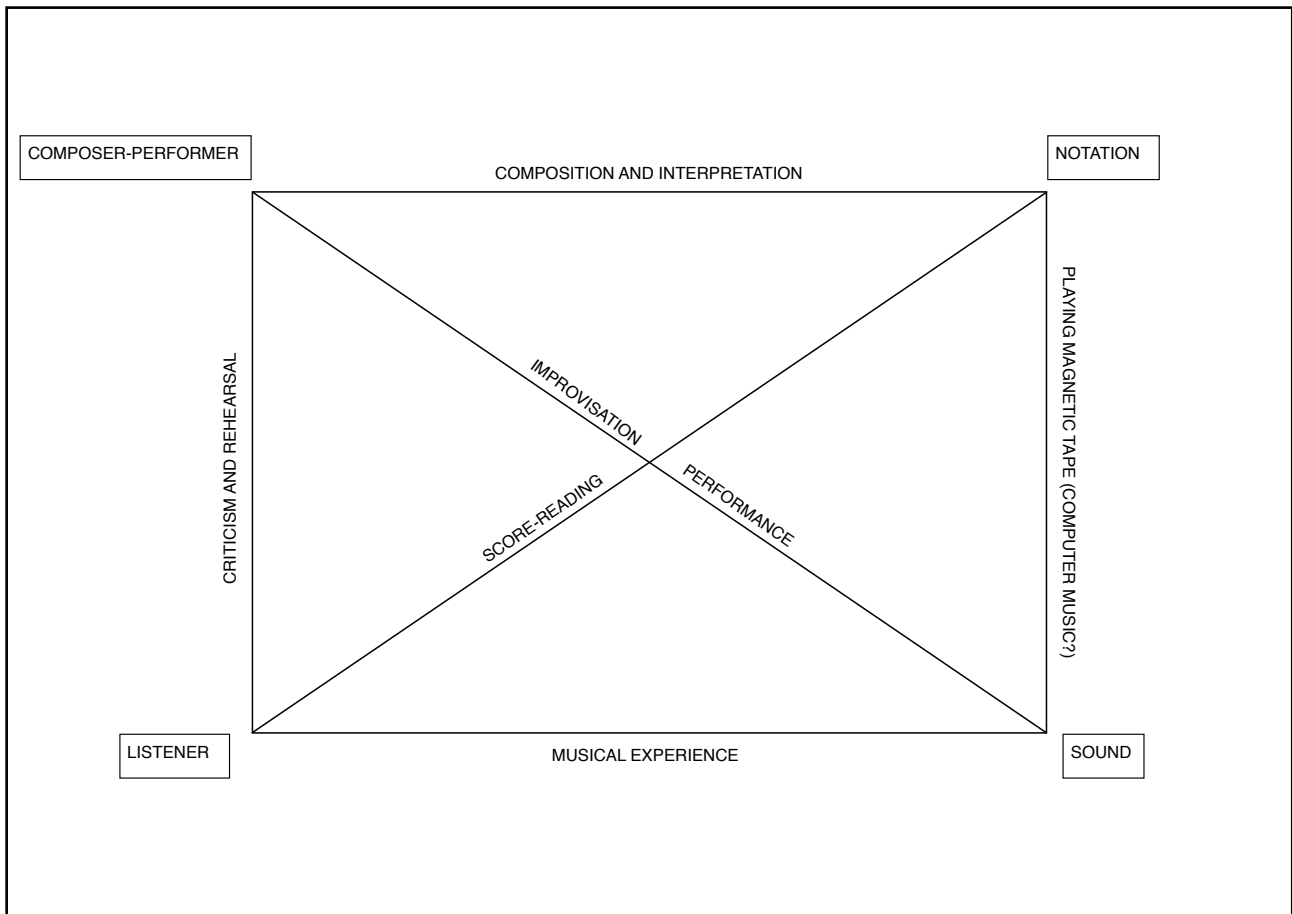 COMPOSER-PERFORMER
NOTATION
COMPOSITION AND INTERPRETATION
PLAYING MAGNETIC TAPE (COMPUTER MUSIC?)
CRITICISM AND REHEARSAL
IMPROVISATION
PERFORMANCE
SCORE-READING
LISTENER
MUSICAL EXPERIENCE
SOUND